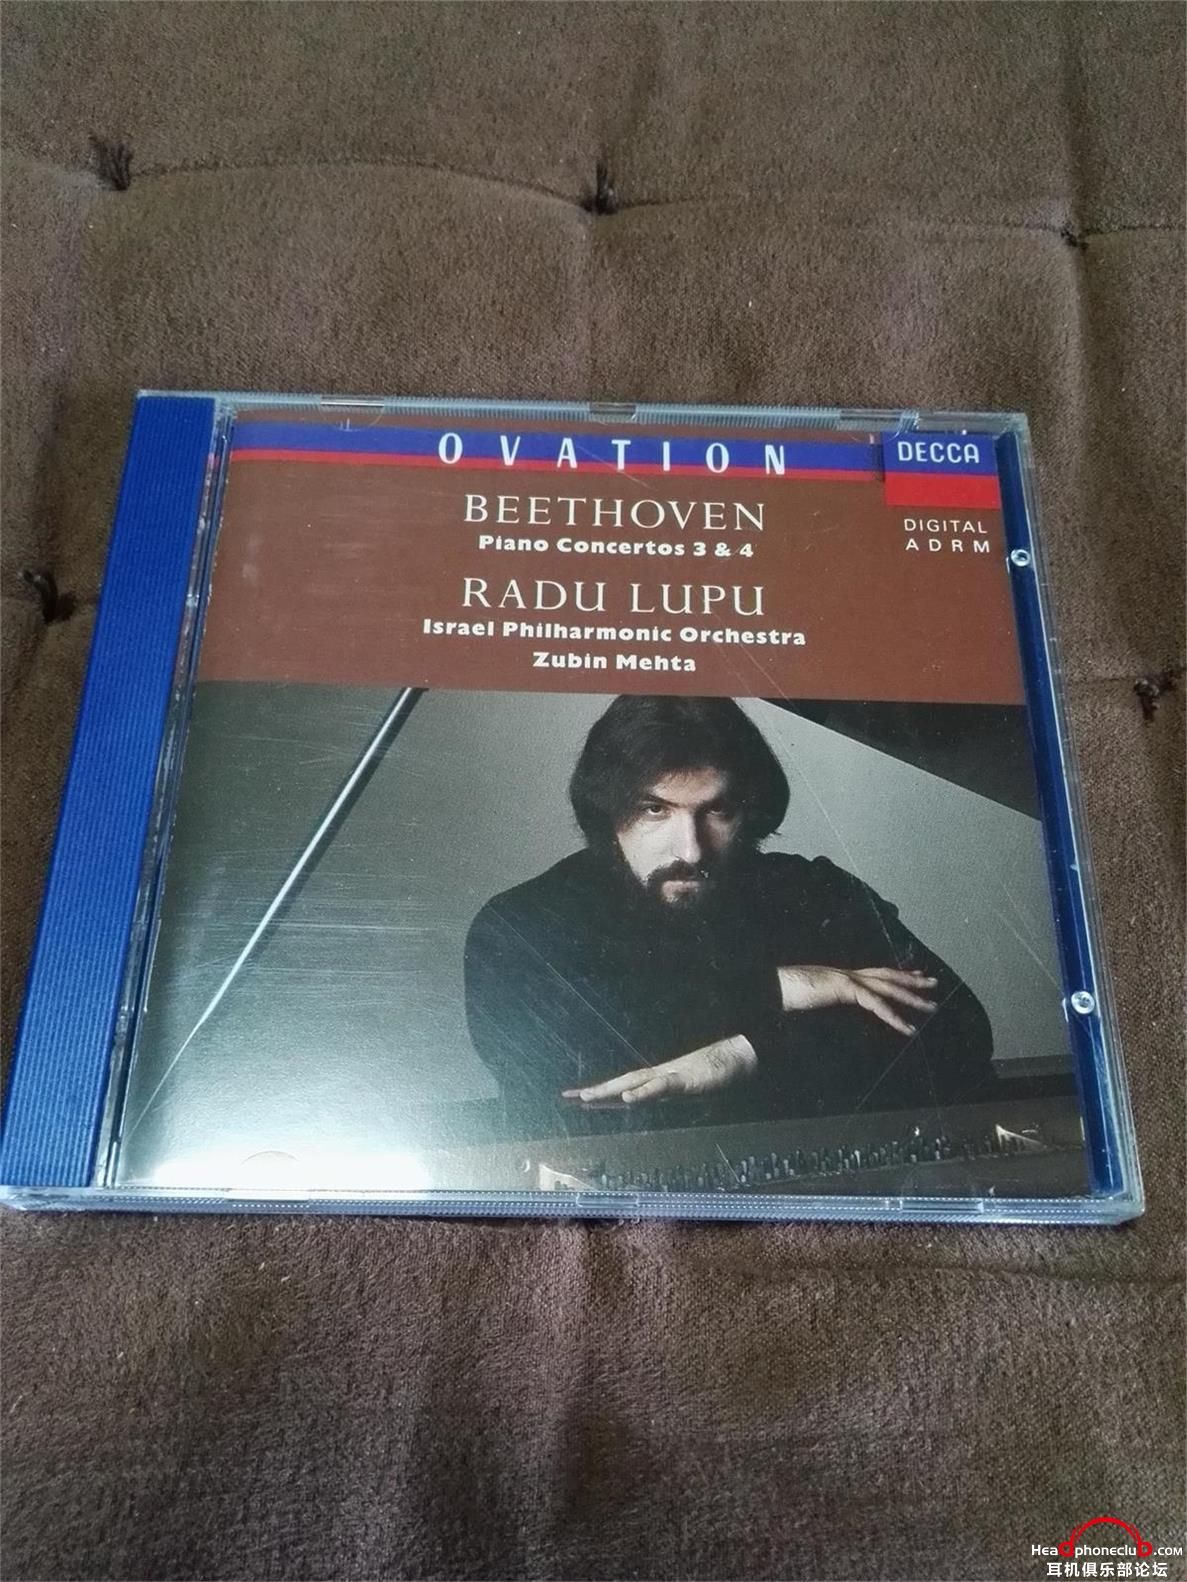 OVATION
DECCA
BEETHOVEN
Piano Concertos 3 & 4
DIGITAL
ADRM
RADU LUPU
Israel Philharmonic Orchestra
Zubin Mehta
Headphoneclub.com
耳机俱乐部论坛